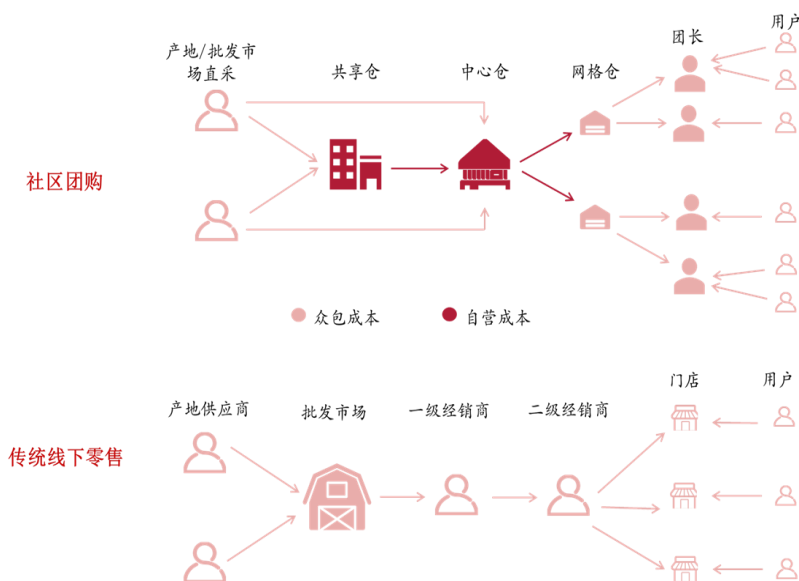 用户
团长
产地/批发市
场直采
共享仓
中心仓
网格仓
社区团购
众包成本
自营成本
门店
用户
产地供应商
批发市场
一级经销商
二级经销商
传统线下零售